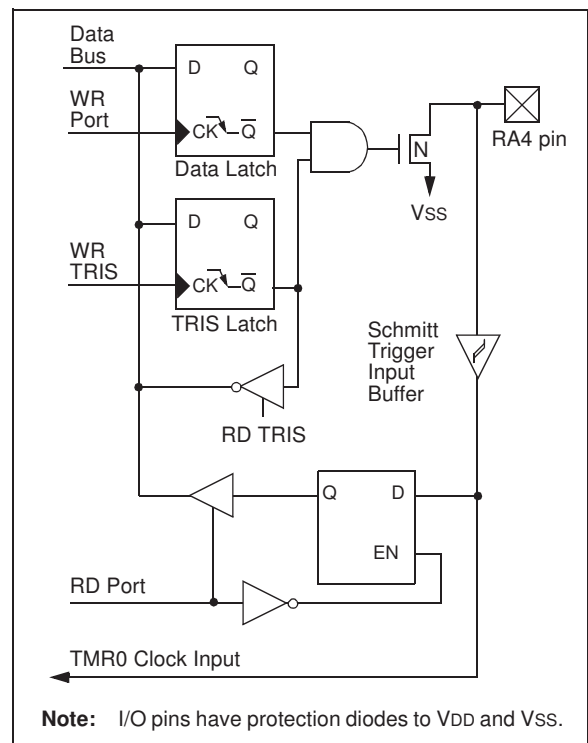 Data
Bus
D Q
WR
Port
CK Q
Data Latch
N
RA4 pin
VSS
D Q
WR
TRIS
CK Q
TRIS Latch
Schmitt
Trigger
Input
Buffer
RD TRIS
Q D
EN
RD Port
TMR0 Clock Input
Note: I/O pins have protection diodes to VDD and VSS.